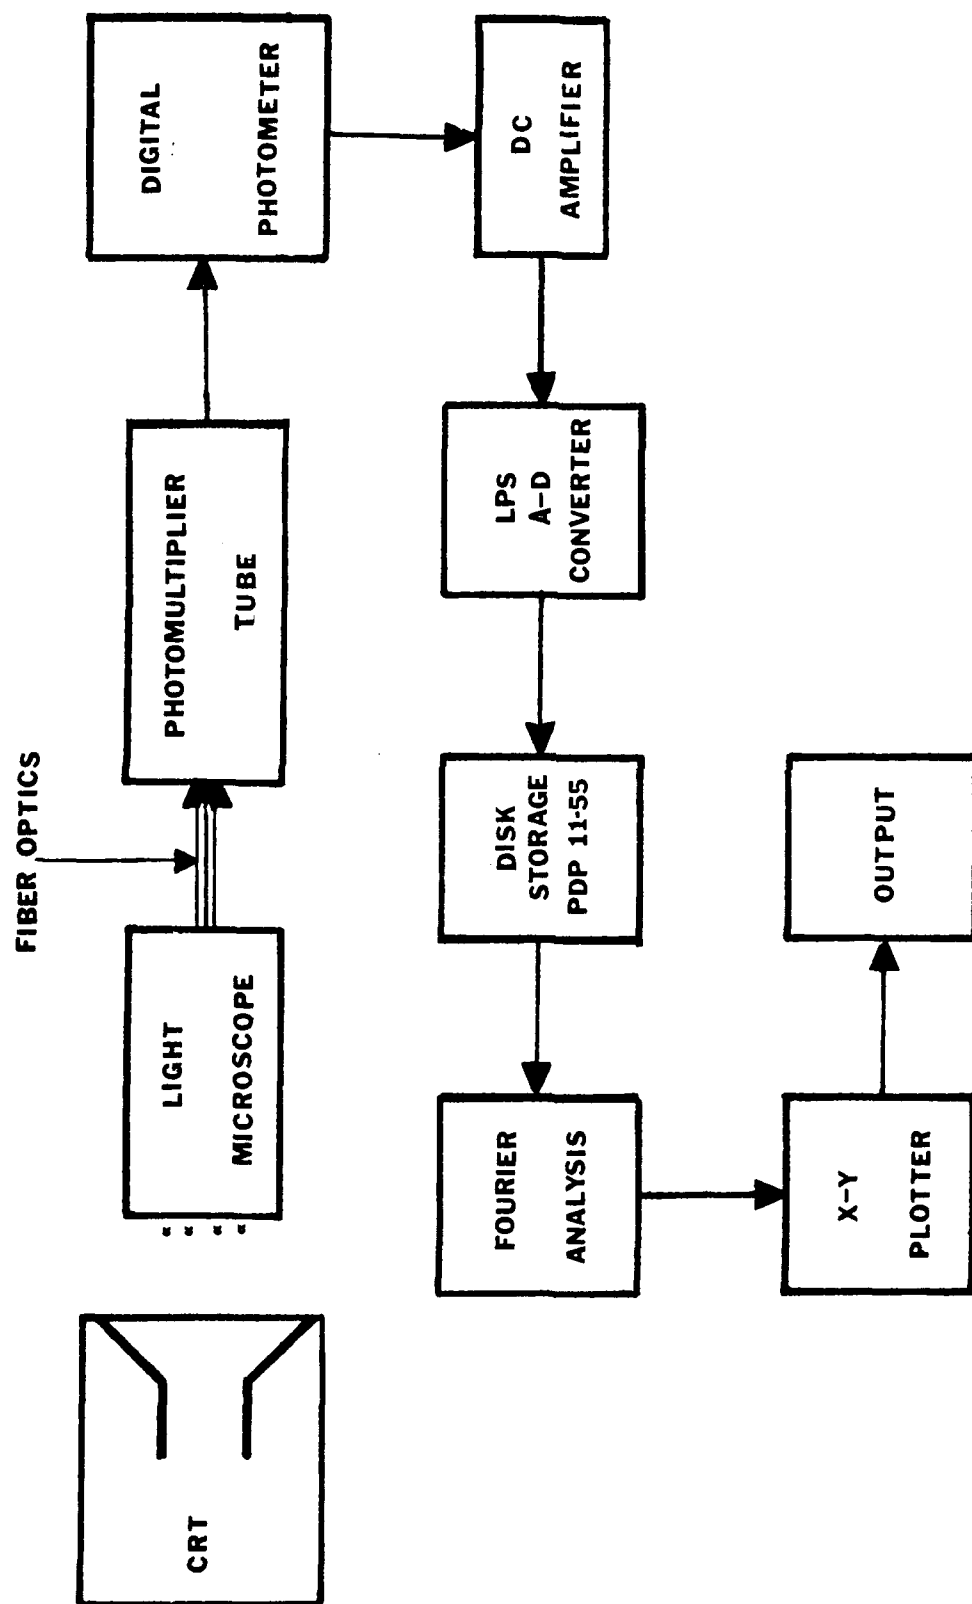 CRT
LIGHT
MICROSCOPE
FIBER OPTICS
PHOTOMULTIPLIER
TUBE
DIGITAL
PHOTOMETER
DC
AMPLIFIER
LPS
A-D
CONVERTER
DISK
STORAGE
PDP 11-55
FOURIER
ANALYSIS
X-Y
PLOTTER
OUTPUT